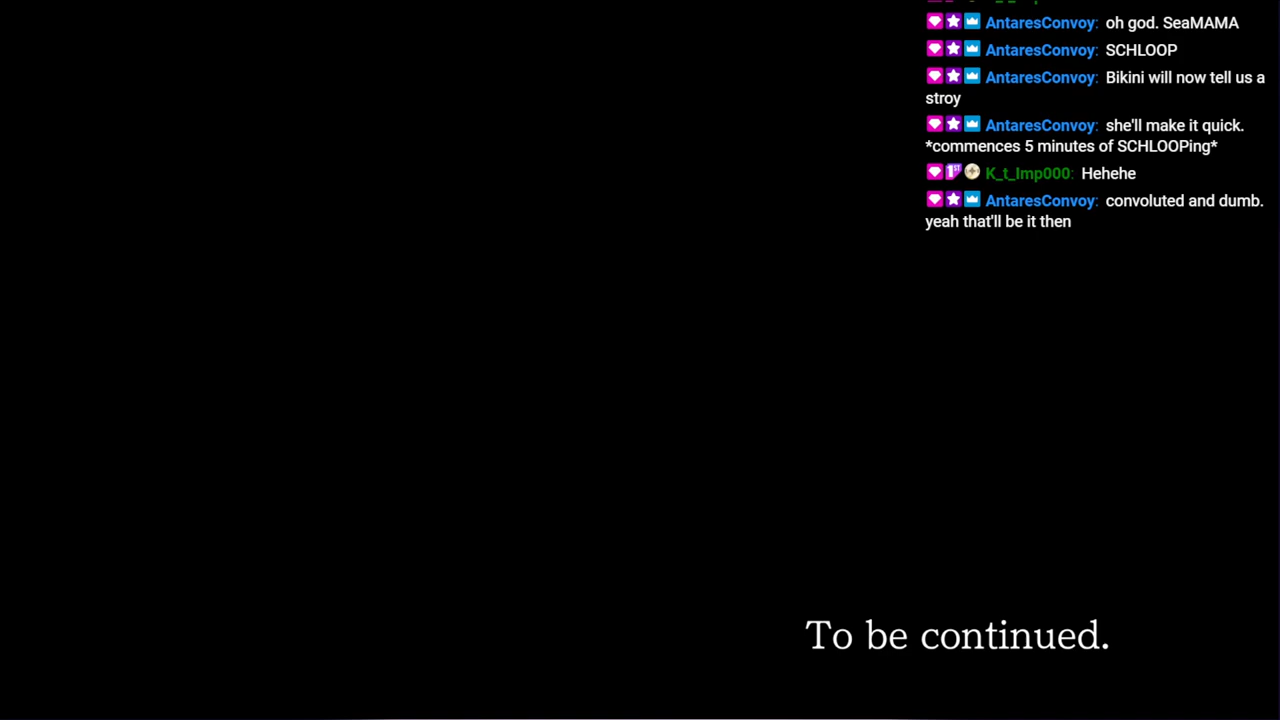 AntaresConvoy: oh god. SeaMAMA
AntaresConvoy: SCHLOOP
AntaresConvoy: Bikini will now tell us a
stroy
AntaresConvoy: she'll make it quick.
*commences 5 minutes of SCHLOOPing*
1ST K_t_Imp000: Hehehe
AntaresConvoy: convoluted and dumb.
yeah that'll be it then
To be continued.